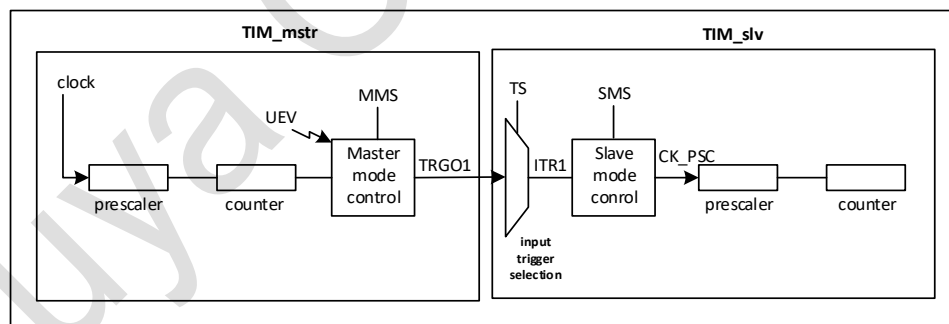 TIM_mstr
TIM_slv
clock
MMS
TS
SMS
UEV
Master
mode
control
TRGO1
ITR1
Slave
mode
conrol
CK_PSC
prescaler
counter
prescaler
counter
input
trigger
selection
uya